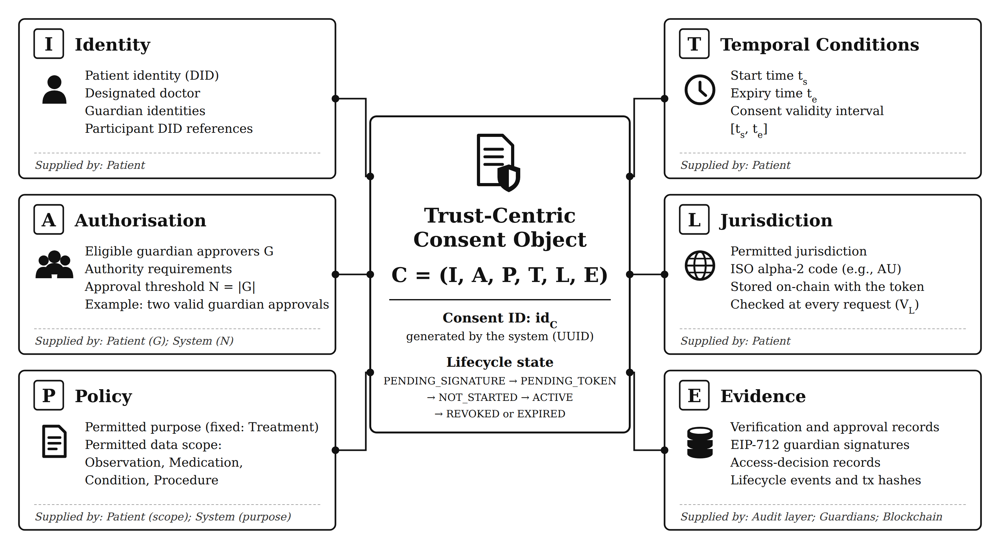 I Identity
Patient identity (DID)
Designated doctor
Guardian identities
Participant DID references
Supplied by: Patient
A Authorisation
Eligible guardian approvers G
Authority requirements
Approval threshold N = |G|
Example: two valid guardian approvals
Supplied by: Patient (G); System (N)
P Policy
Permitted purpose (fixed: Treatment)
Permitted data scope:
Observation, Medication,
Condition, Procedure
Supplied by: Patient (scope); System (purpose)
Trust-Centric
Consent Object
C = (I, A, P, T, L, E)
Consent ID: id_C
generated by the system (UUID)
Lifecycle state
PENDING_SIGNATURE → PENDING_TOKEN
→ NOT_STARTED → ACTIVE
→ REVOKED or EXPIRED
T Temporal Conditions
Start time t_s
Expiry time t_e
Consent validity interval
[t_s, t_e]
Supplied by: Patient
L Jurisdiction
Permitted jurisdiction
ISO alpha-2 code (e.g., AU)
Stored on-chain with the token
Checked at every request (V_L)
Supplied by: Patient
E Evidence
Verification and approval records
EIP-712 guardian signatures
Access-decision records
Lifecycle events and tx hashes
Supplied by: Audit layer; Guardians; Blockchain